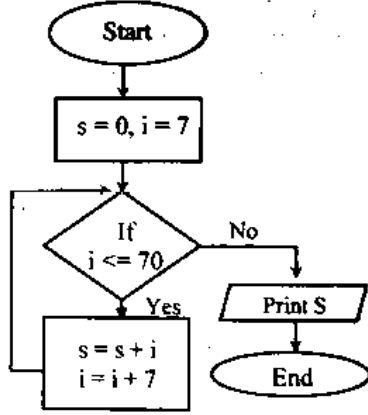 Start
s = 0, i = 7
If
i <= 70
No
Yes
Print S
s = s + i
i = i + 7
End